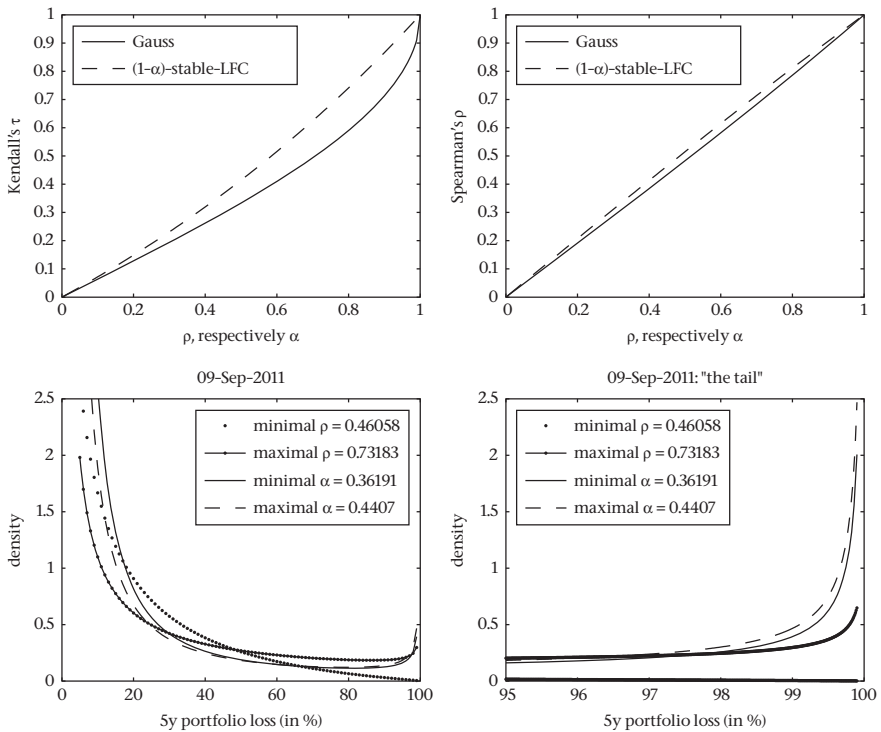 1
0.9
0.8
0.7
0.6
0.5
0.4
0.3
0.2
0.1
0
Kendall's τ
Gauss
(1-α)-stable-LFC
0 0.2 0.4 0.6 0.8 1
ρ, respectively α
1
0.9
0.8
0.7
0.6
0.5
0.4
0.3
0.2
0.1
0
Spearman's ρ
Gauss
(1-α)-stable-LFC
0 0.2 0.4 0.6 0.8 1
ρ, respectively α
09-Sep-2011
2.5
2
1.5
1
0.5
0
density
minimal ρ = 0.46058
maximal ρ = 0.73183
minimal α = 0.36191
maximal α = 0.4407
0 20 40 60 80 100
5y portfolio loss (in %)
09-Sep-2011: "the tail"
2.5
2
1.5
1
0.5
0
density
minimal ρ = 0.46058
maximal ρ = 0.73183
minimal α = 0.36191
maximal α = 0.4407
95 96 97 98 99 100
5y portfolio loss (in %)